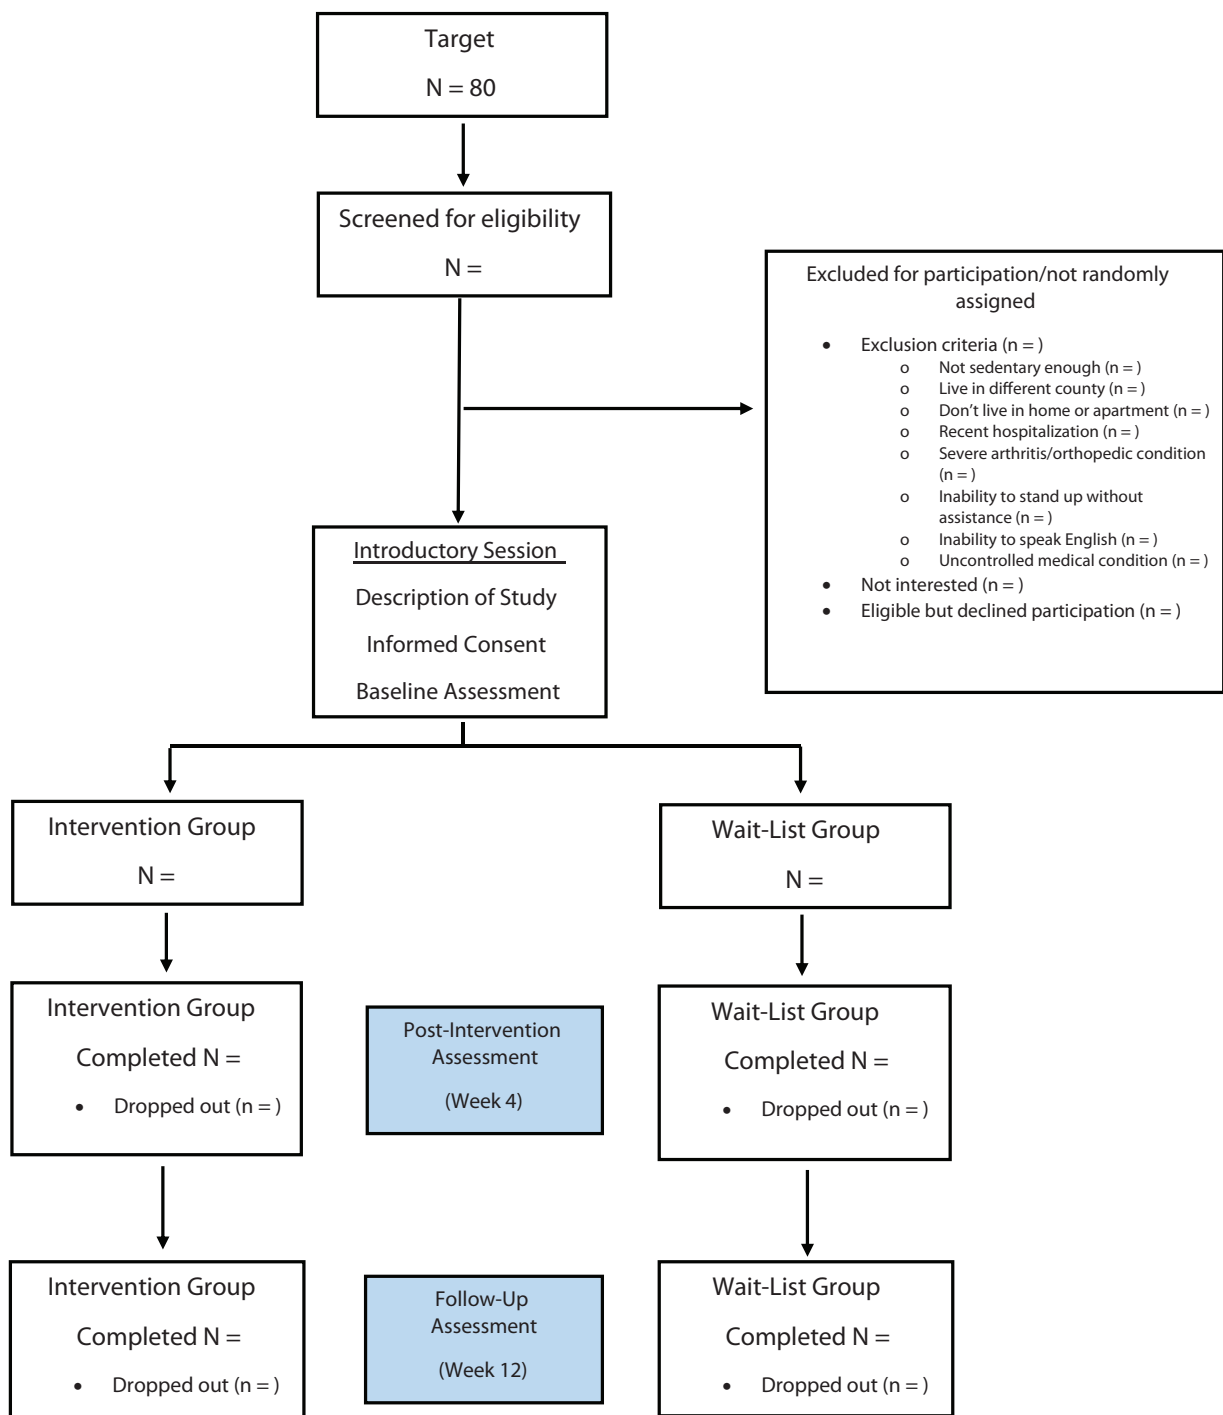 Target
N = 80
Screened for eligibility
N =
Excluded for participation/not randomly
assigned
• Exclusion criteria (n = )
o Not sedentary enough (n = )
o Live in different county (n = )
o Don’t live in home or apartment (n = )
o Recent hospitalization (n = )
o Severe arthritis/orthopedic condition
(n = )
o Inability to stand up without
assistance (n = )
o Inability to speak English (n = )
o Uncontrolled medical condition (n = )
• Not interested (n = )
• Eligible but declined participation (n = )
Introductory Session
Description of Study
Informed Consent
Baseline Assessment
Intervention Group
N =
Wait-List Group
N =
Intervention Group
Completed N =
• Dropped out (n = )
Post-Intervention
Assessment
(Week 4)
Wait-List Group
Completed N =
• Dropped out (n = )
Intervention Group
Completed N =
• Dropped out (n = )
Follow-Up
Assessment
(Week 12)
Wait-List Group
Completed N =
• Dropped out (n = )